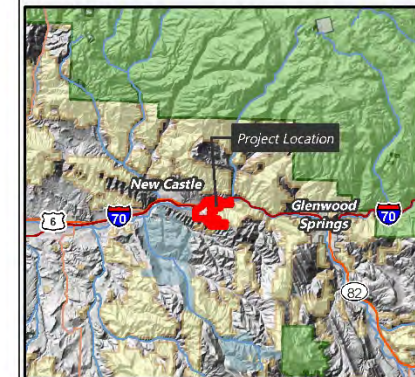 Project Location
New Castle
6
70
Glenwood
Springs
70
82